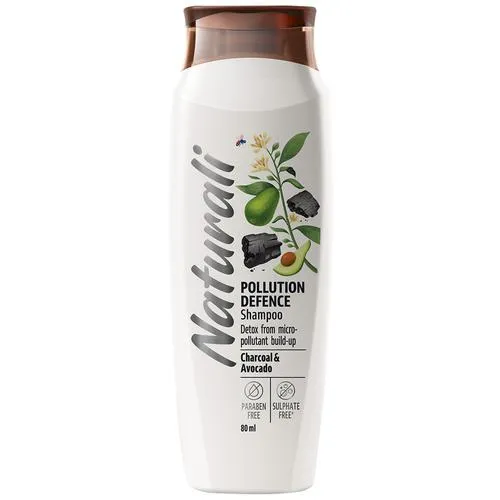 Naturali
POLLUTION
DEFENCE
Shampoo
Detox from micro-
pollutant build-up
Charcoal &
Avocado
PARABEN
FREE
SULPHATE
FREE*
80 ml